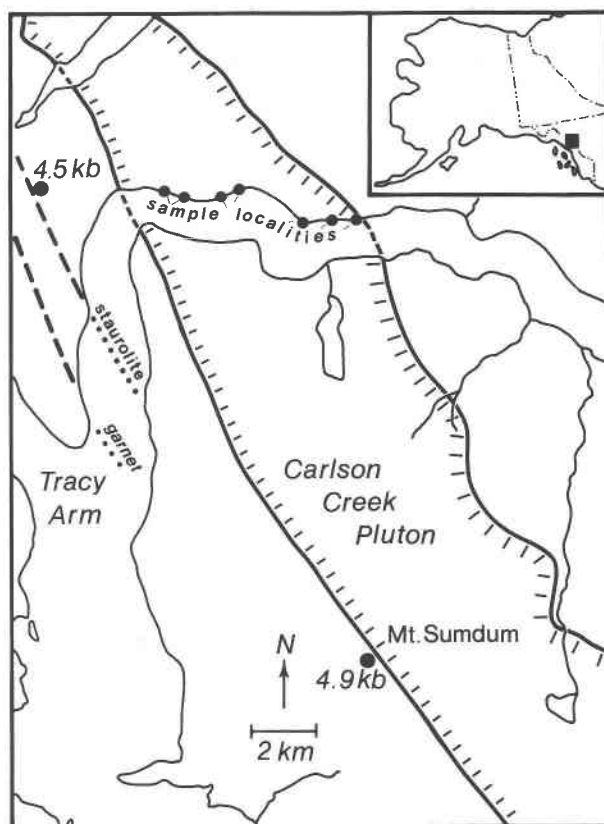 4.5 kb
sample localities
staurolite
garnet
Tracy
Arm
Carlson
Creek
Pluton
Mt. Sumdum
N
4.9 kb
2 km